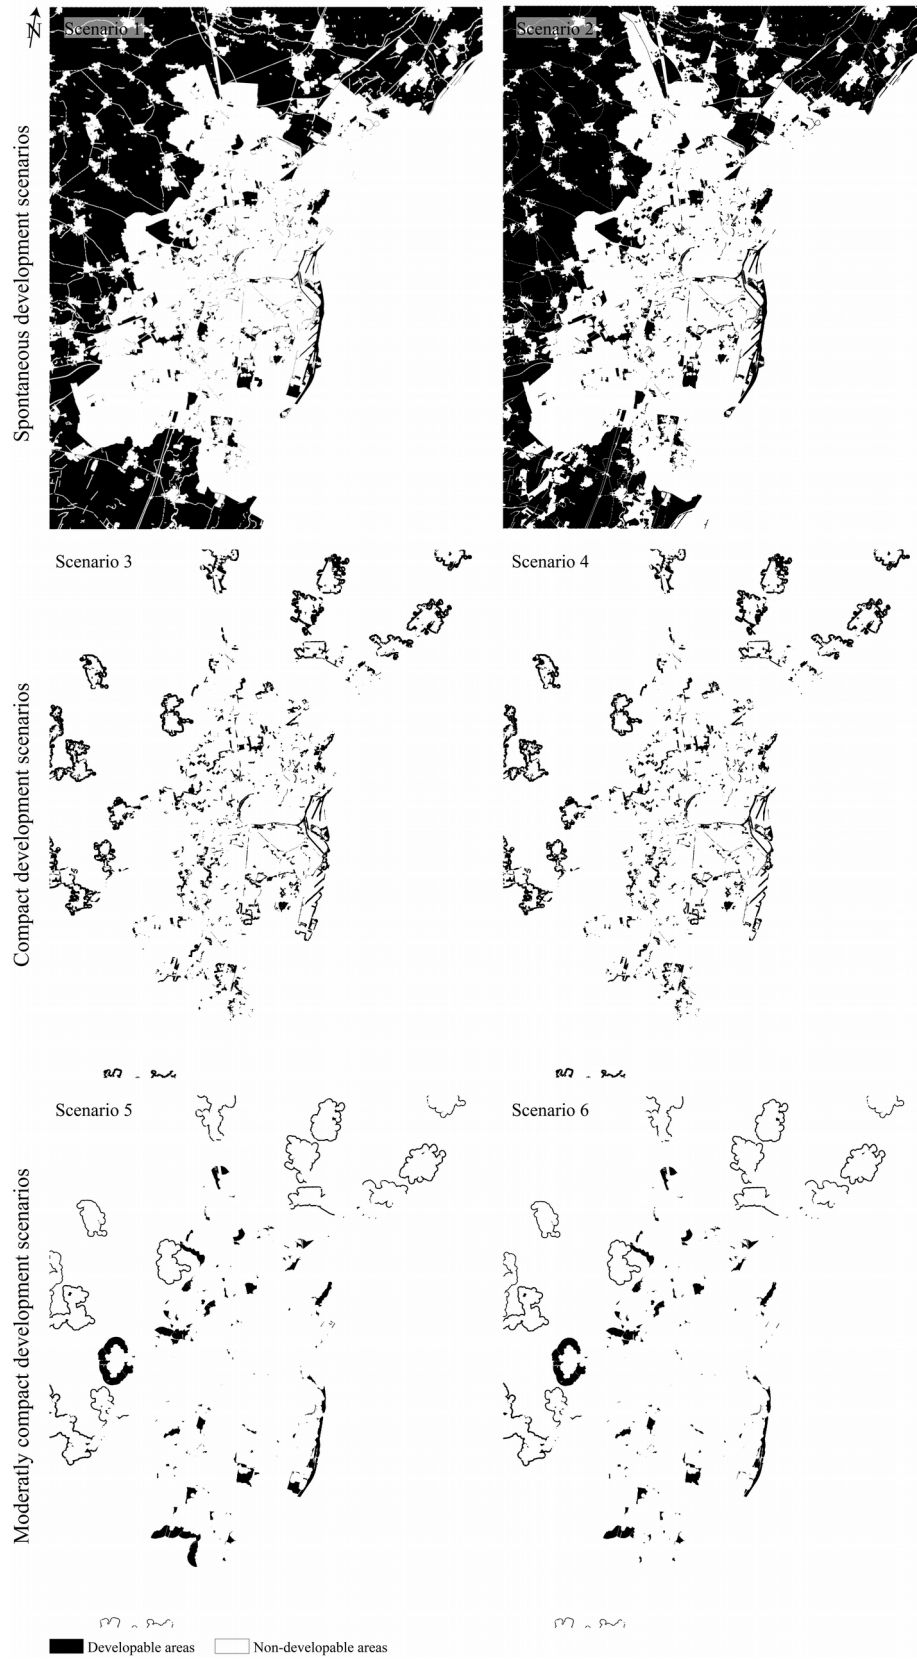 N
Scenario 1
Scenario 2
Spontaneous development scenarios
Scenario 3
Scenario 4
Compact development scenarios
Scenario 5
Scenario 6
Moderatly compact development scenarios
Developable areas
Non-developable areas